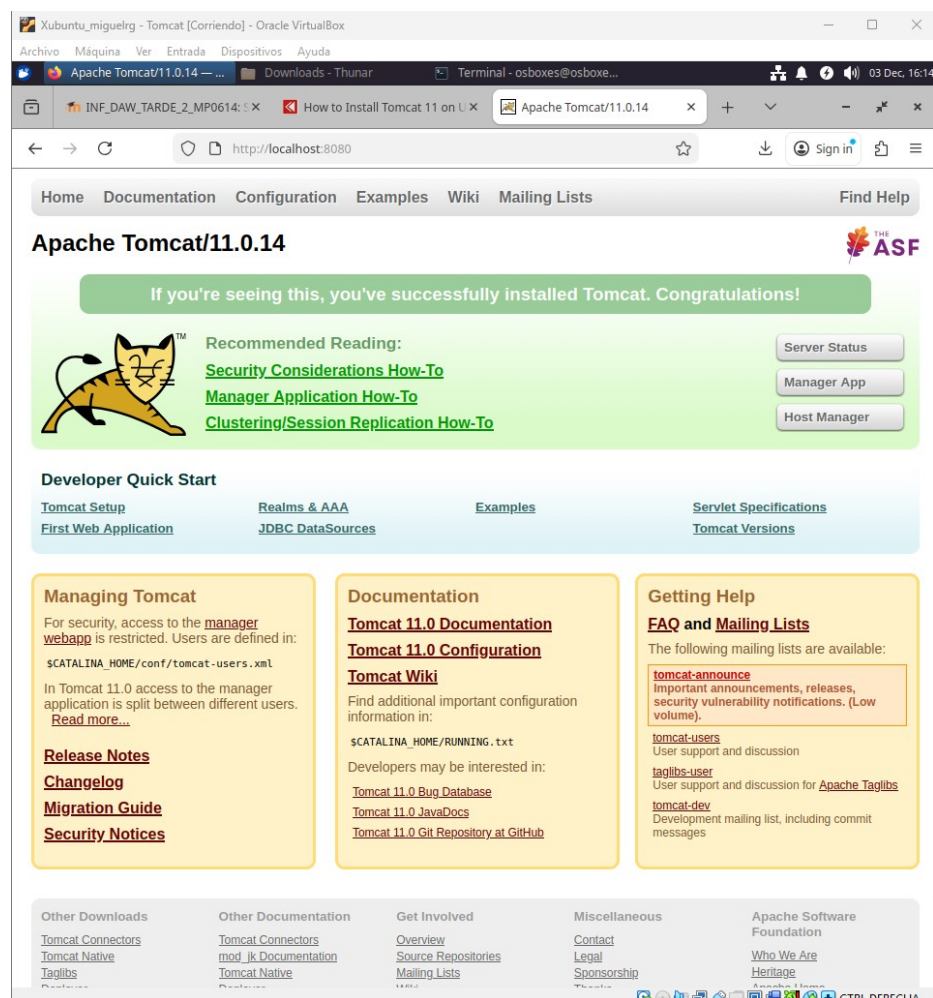 Xubuntu_miguelrg - Tomcat [Corriendo] - Oracle VirtualBox
Archivo Máquina Ver Entrada Dispositivos Ayuda
Apache Tomcat/11.0.14 — ... Downloads - Thunar Terminal - osboxes@osboxe... 03 Dec, 16:14
INF_DAW_TARDE_2_MP0614: S How to Install Tomcat 11 on U Apache Tomcat/11.0.14
http://localhost:8080 Sign in
Home Documentation Configuration Examples Wiki Mailing Lists Find Help
Apache Tomcat/11.0.14
THE
ASF
If you're seeing this, you've successfully installed Tomcat. Congratulations!
TM
Recommended Reading:
Security Considerations How-To
Manager Application How-To
Clustering/Session Replication How-To
Server Status
Manager App
Host Manager
Developer Quick Start
Tomcat Setup
First Web Application
Realms & AAA
JDBC DataSources
Examples
Servlet Specifications
Tomcat Versions
Managing Tomcat
For security, access to the manager
webapp is restricted. Users are defined in:
$CATALINA_HOME/conf/tomcat-users.xml
In Tomcat 11.0 access to the manager
application is split between different users.
Read more...
Release Notes
Changelog
Migration Guide
Security Notices
Documentation
Tomcat 11.0 Documentation
Tomcat 11.0 Configuration
Tomcat Wiki
Find additional important configuration
information in:
$CATALINA_HOME/RUNNING.txt
Developers may be interested in:
Tomcat 11.0 Bug Database
Tomcat 11.0 JavaDocs
Tomcat 11.0 Git Repository at GitHub
Getting Help
FAQ and Mailing Lists
The following mailing lists are available:
tomcat-announce
Important announcements, releases,
security vulnerability notifications. (Low
volume).
tomcat-users
User support and discussion
taglibs-user
User support and discussion for Apache Taglibs
tomcat-dev
Development mailing list, including commit
messages
Other Downloads
Tomcat Connectors
Tomcat Native
Taglibs
Other Documentation
Tomcat Connectors
mod_jk Documentation
Tomcat Native
Get Involved
Overview
Source Repositories
Mailing Lists
Miscellaneous
Contact
Legal
Sponsorship
Apache Software
Foundation
Who We Are
Heritage
CTRL DERECHA